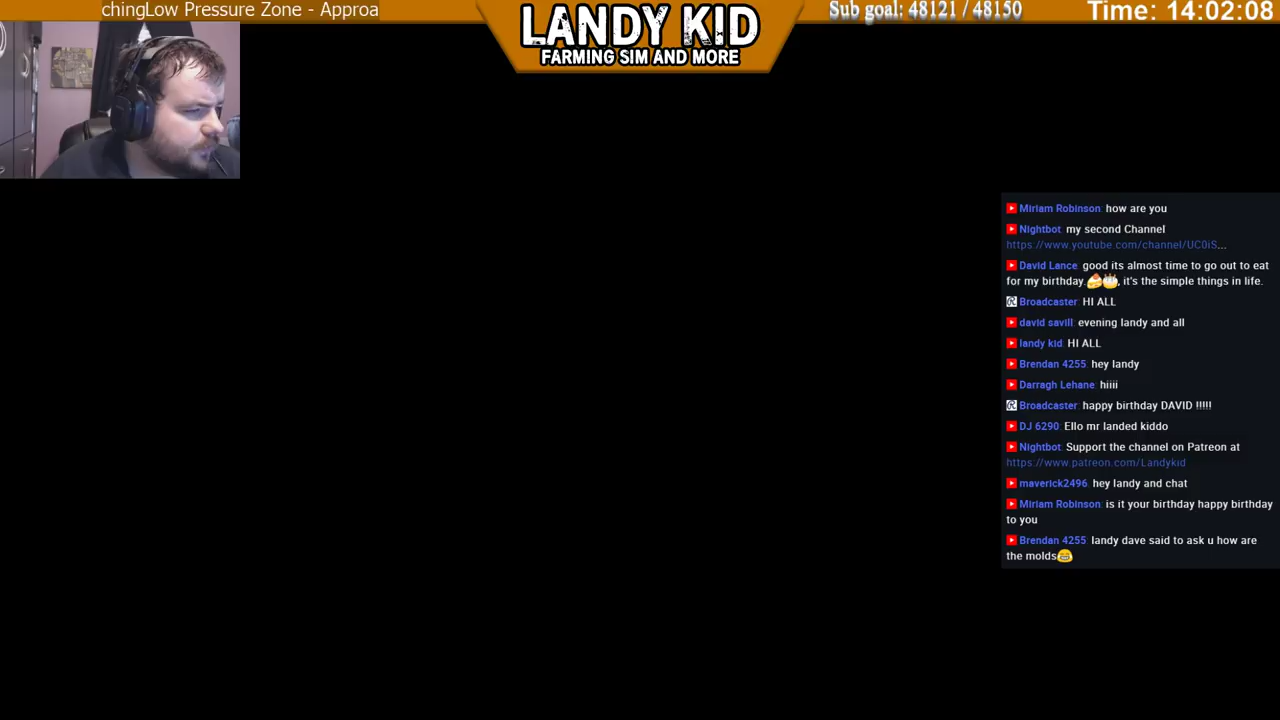 chingLow Pressure Zone - Approa
LANDY KID
FARMING SIM AND MORE
Sub goal: 48121 / 48150
Time: 14:02:08
Miriam Robinson: how are you
Nightbot: my second Channel
https://www.youtube.com/channel/UC0iS...
David Lance: good its almost time to go out to eat
for my birthday.🍰🎂, it's the simple things in life.
Broadcaster: HI ALL
david savill: evening landy and all
landy kid: HI ALL
Brendan 4255: hey landy
Darragh Lehane: hiiii
Broadcaster: happy birthday DAVID !!!!!
DJ 6290: Ello mr landed kiddo
Nightbot: Support the channel on Patreon at
https://www.patreon.com/Landykid
maverick2496: hey landy and chat
Miriam Robinson: is it your birthday happy birthday
to you
Brendan 4255: landy dave said to ask u how are
the molds😂